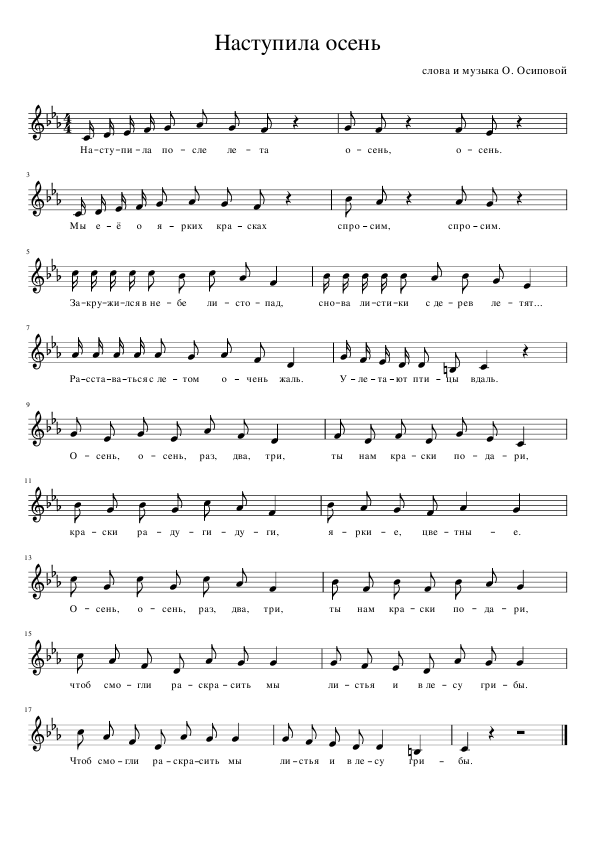 Наступила осень
слова и музыка О. Осиповой
На–сту–пи–ла по–сле ле–та о–сень, о–сень.
3
Мы е–ё о я–рких кра–сках спро–сим, спро–сим.
5
За–кру–жи–лся в не–бе ли–сто–пад, сно–ва ли–сти–ки с де–рев ле–тят...
7
Ра–сста–ва–ться с ле–том о–чень жаль. У–ле–та–ют пти–цы вдаль.
9
О–сень, о–сень, раз, два, три, ты нам кра–ски по–да–ри,
11
кра–ски ра–ду–ги–ду–ги, я–рки–е, цве–тны–е.
13
О–сень, о–сень, раз, два, три, ты нам кра–ски по–да–ри,
15
чтоб смо–гли ра–скра–сить мы ли–стья и в ле–су гри–бы.
17
Чтоб смо–гли ра–скра–сить мы ли–стья и в ле–су гри–бы.